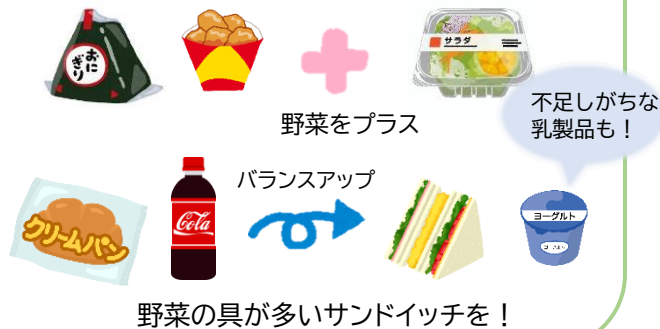 おに
ぎり
サラダ
野菜をプラス
不足しがちな
乳製品も！
バランスアップ
クリームパン
Cola
ヨーグルト
野菜の具が多いサンドイッチを！